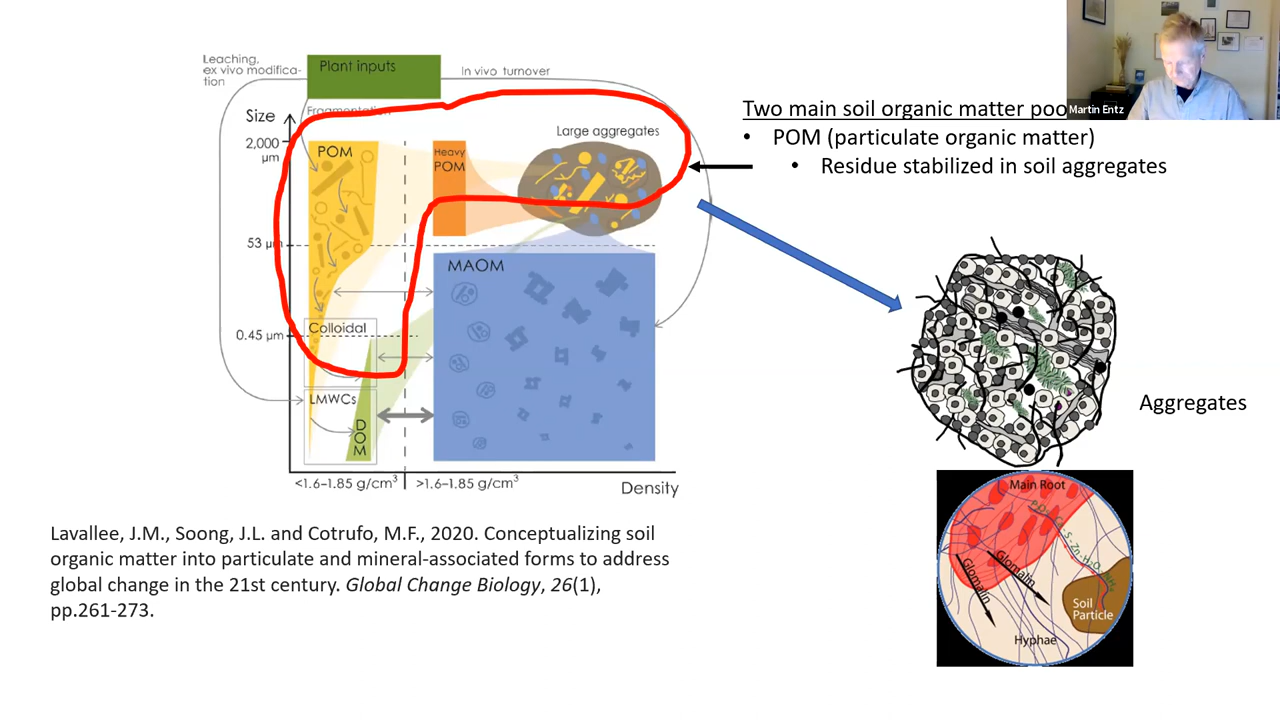 Leaching,
ex vivo modifica-
tion
Plant inputs
In vivo turnover
Fragmentation
Size
2,000
µm
POM
Heavy
POM
Large aggregates
53 µm
MAOM
Colloidal
0.45 µm
LMWCs
DOM
<1.6–1.85 g/cm³
>1.6–1.85 g/cm³
Density
Two main soil organic matter poo
Martin Entz
• POM (particulate organic matter)
• Residue stabilized in soil aggregates
Aggregates
Main Root
Glomalin
Glomalin
Soil
Particle
Hyphae
Lavallee, J.M., Soong, J.L. and Cotrufo, M.F., 2020. Conceptualizing soil
organic matter into particulate and mineral-associated forms to address
global change in the 21st century. Global Change Biology, 26(1),
pp.261-273.